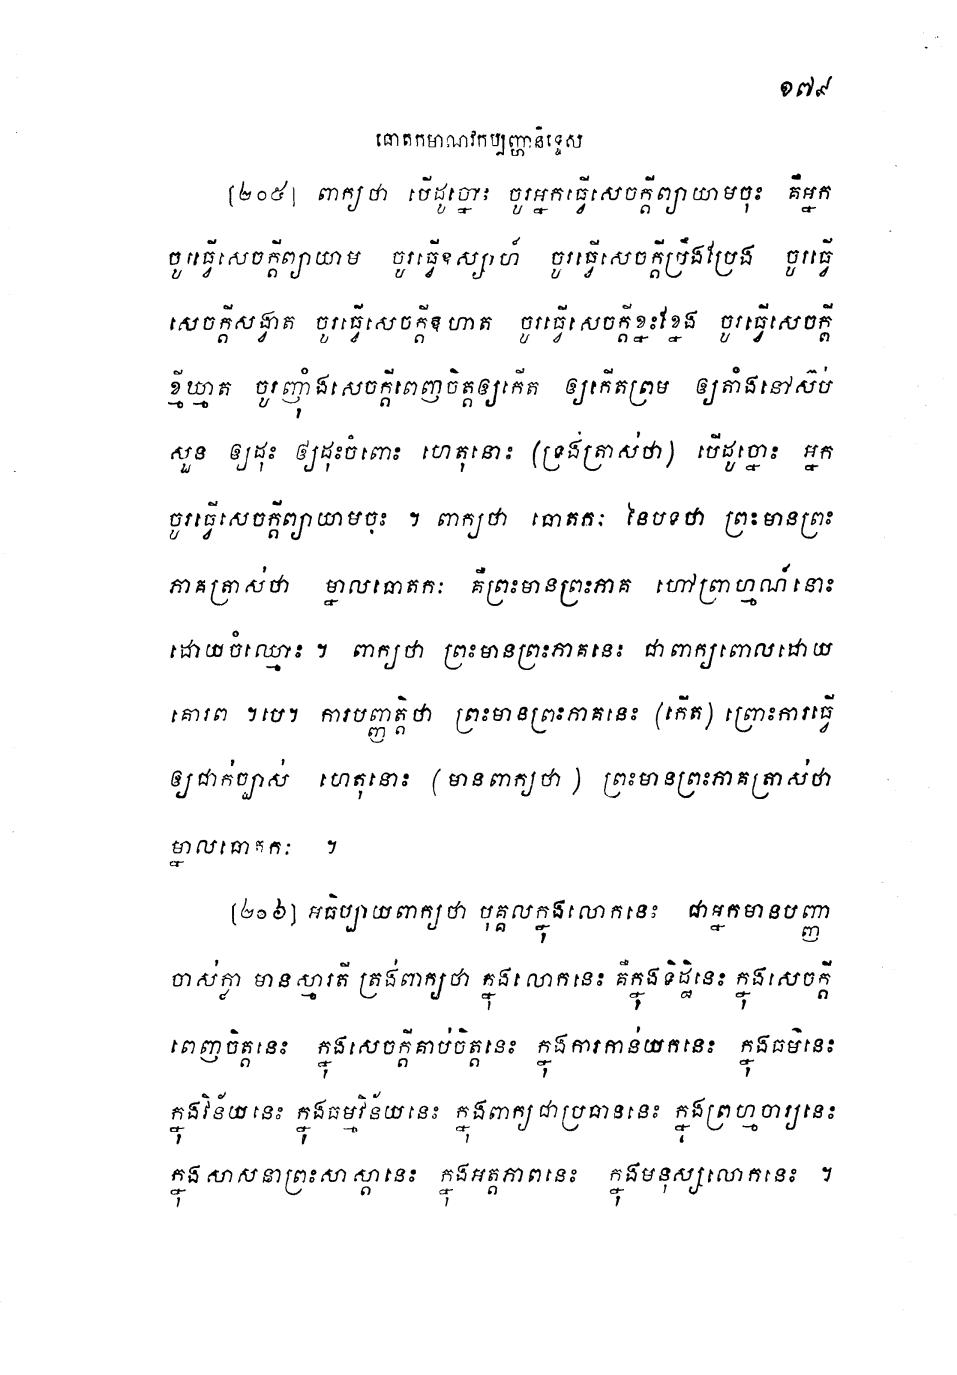 ១៧៩
ធោតកមាណវកប្បញ្ហានិទ្ទេស
[២០៥] ពាក្យថា បើដូច្នោះ ចូរអ្នកធ្វើសេចក្តីព្យាយាមចុះ គឺអ្នក
ចូរធ្វើសេចក្តីព្យាយាម ចូរធ្វើឧស្សាហ៍ ចូរធ្វើសេចក្តីប្រឹងប្រែង ចូរធ្វើ
សេចក្តីសង្វាត ចូរធ្វើសេចក្តីឧហាត ចូរធ្វើសេចក្តីខ្នះខ្នែង ចូរធ្វើសេចក្តី
ខ្មីឃ្មាត ចូរញុំាងសេចក្តីពេញចិត្តឲ្យកើត ឲ្យកើតព្រម ឲ្យតាំងនៅស៊ប់
សួន ឲ្យដុះ ឲ្យដុះចំពោះ ហេតុនោះ (ទ្រង់ត្រាស់ថា) បើដូច្នោះ អ្នក
ចូរធ្វើសេចក្តីព្យាយាមចុះ ។ ពាក្យថា ធោតកៈ នៃបទថា ព្រះមានព្រះ
ភាគត្រាស់ថា ម្នាលធោតកៈ គឺព្រះមានព្រះភាគ ហៅព្រាហ្មណ៍នោះ
ដោយចំឈ្មោះ ។ ពាក្យថា ព្រះមានព្រះភាគនេះ ជាពាក្យពោលដោយ
គោរព ។បេ។ ការបញ្ញត្តិថា ព្រះមានព្រះភាគនេះ (កើត) ព្រោះការធ្វើ
ឲ្យជាក់ច្បាស់ ហេតុនោះ (មានពាក្យថា) ព្រះមានព្រះភាគត្រាស់ថា
ម្នាលធោតកៈ ។
[២០៦] អធិប្បាយពាក្យថា បុគ្គលក្នុងលោកនេះ ជាអ្នកមានបញ្ញា
ចាស់ក្លា មានស្មារតី ត្រង់ពាក្យថា ក្នុងលោកនេះ គឺក្នុងទិដ្ឋិនេះ ក្នុងសេចក្តី
ពេញចិត្តនេះ ក្នុងសេចក្តីគាប់ចិត្តនេះ ក្នុងការកាន់យកនេះ ក្នុងធម៌នេះ
ក្នុងវិន័យនេះ ក្នុងធម្មវិន័យនេះ ក្នុងពាក្យជាប្រធាននេះ ក្នុងព្រហ្មចារ្យនេះ
ក្នុងសាសនាព្រះសាស្តានេះ ក្នុងអត្តភាពនេះ ក្នុងមនុស្សលោកនេះ ។